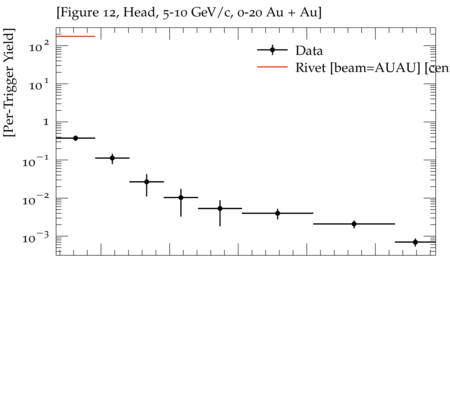 [Figure 12, Head, 5-10 GeV/c, 0-20 Au + Au]
[Per-Trigger Yield]
Data
Rivet [beam=AUAU] [cen
10²
10¹
1
10⁻¹
10⁻²
10⁻³